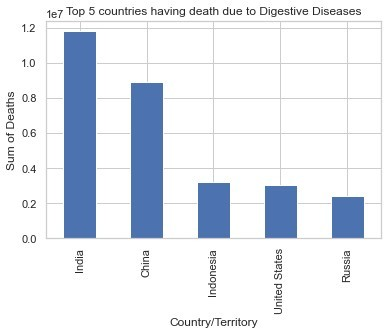 1e7
Top 5 countries having death due to Digestive Diseases
1.2
1.0
0.8
0.6
0.4
0.2
0.0
Sum of Deaths
India
China
Indonesia
United States
Russia
Country/Territory